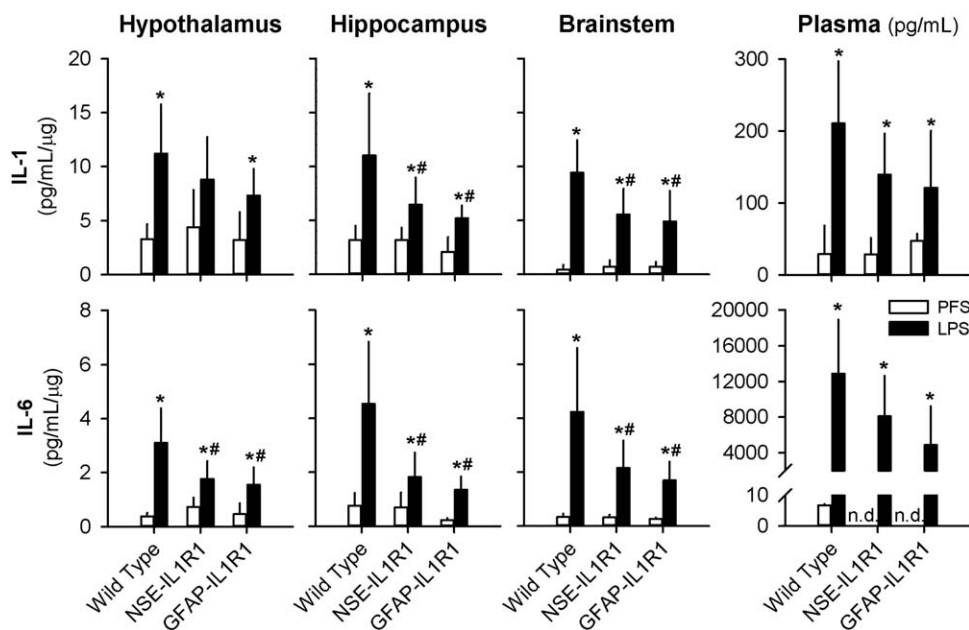 Hypothalamus Hippocampus Brainstem Plasma (pg/mL)
IL-1
(pg/mL/μg)
20
15
10
5
0
* *
* *# *#
* *# *#
300
200
100
0
* * *
IL-6
(pg/mL/μg)
8
6
4
2
0
* *# *#
* *# *#
* *# *#
20000
16000
12000
8000
4000
10
0
* * *
n.d. n.d.
PFS
LPS
Wild Type NSE-IL1R1 GFAP-IL1R1
Wild Type NSE-IL1R1 GFAP-IL1R1
Wild Type NSE-IL1R1 GFAP-IL1R1
Wild Type NSE-IL1R1 GFAP-IL1R1